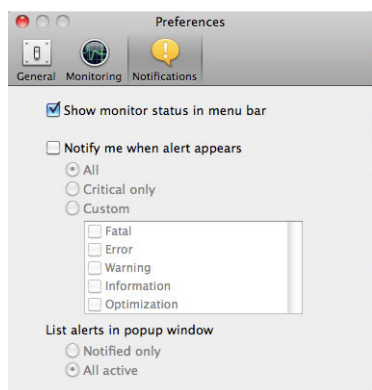 Preferences
General Monitoring Notifications
Show monitor status in menu bar
Notify me when alert appears
All
Critical only
Custom
Fatal
Error
Warning
Information
Optimization
List alerts in popup window
Notified only
All active